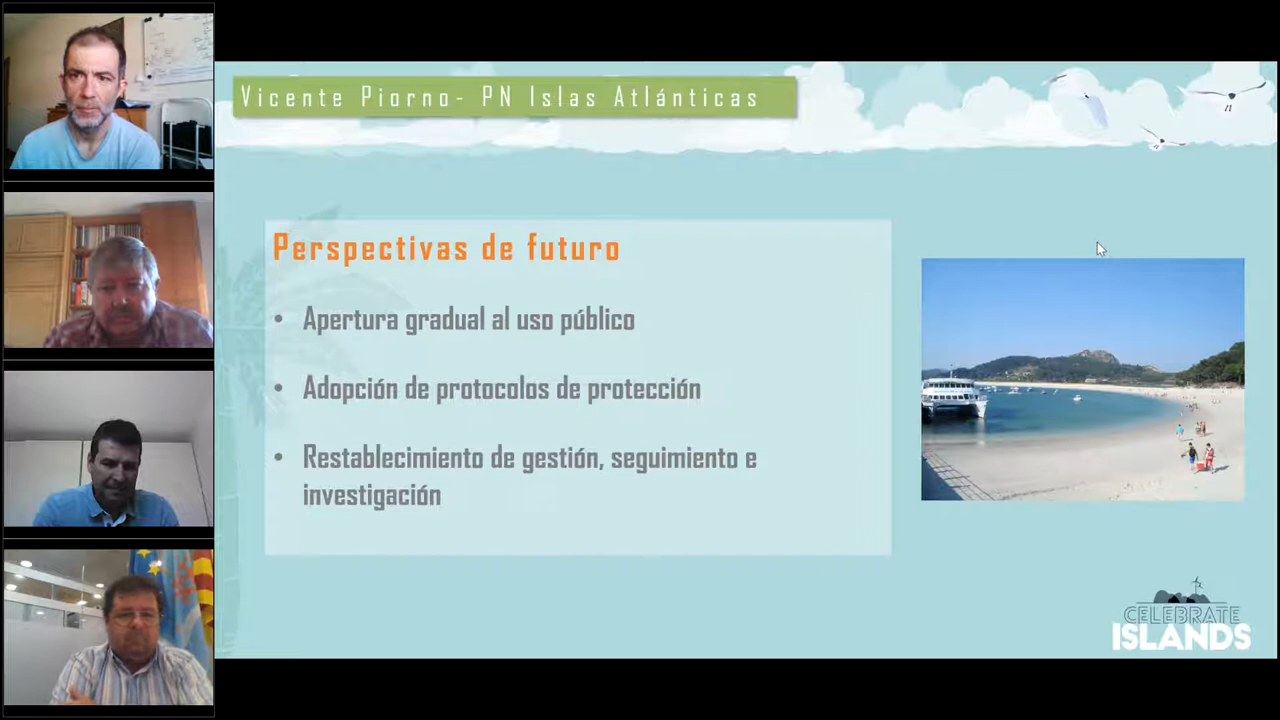 Vicente Piorno- PN Islas Atlánticas
Perspectivas de futuro
• Apertura gradual al uso público
• Adopción de protocolos de protección
• Restablecimiento de gestión, seguimiento e
investigación
CELEBRATE
ISLANDS